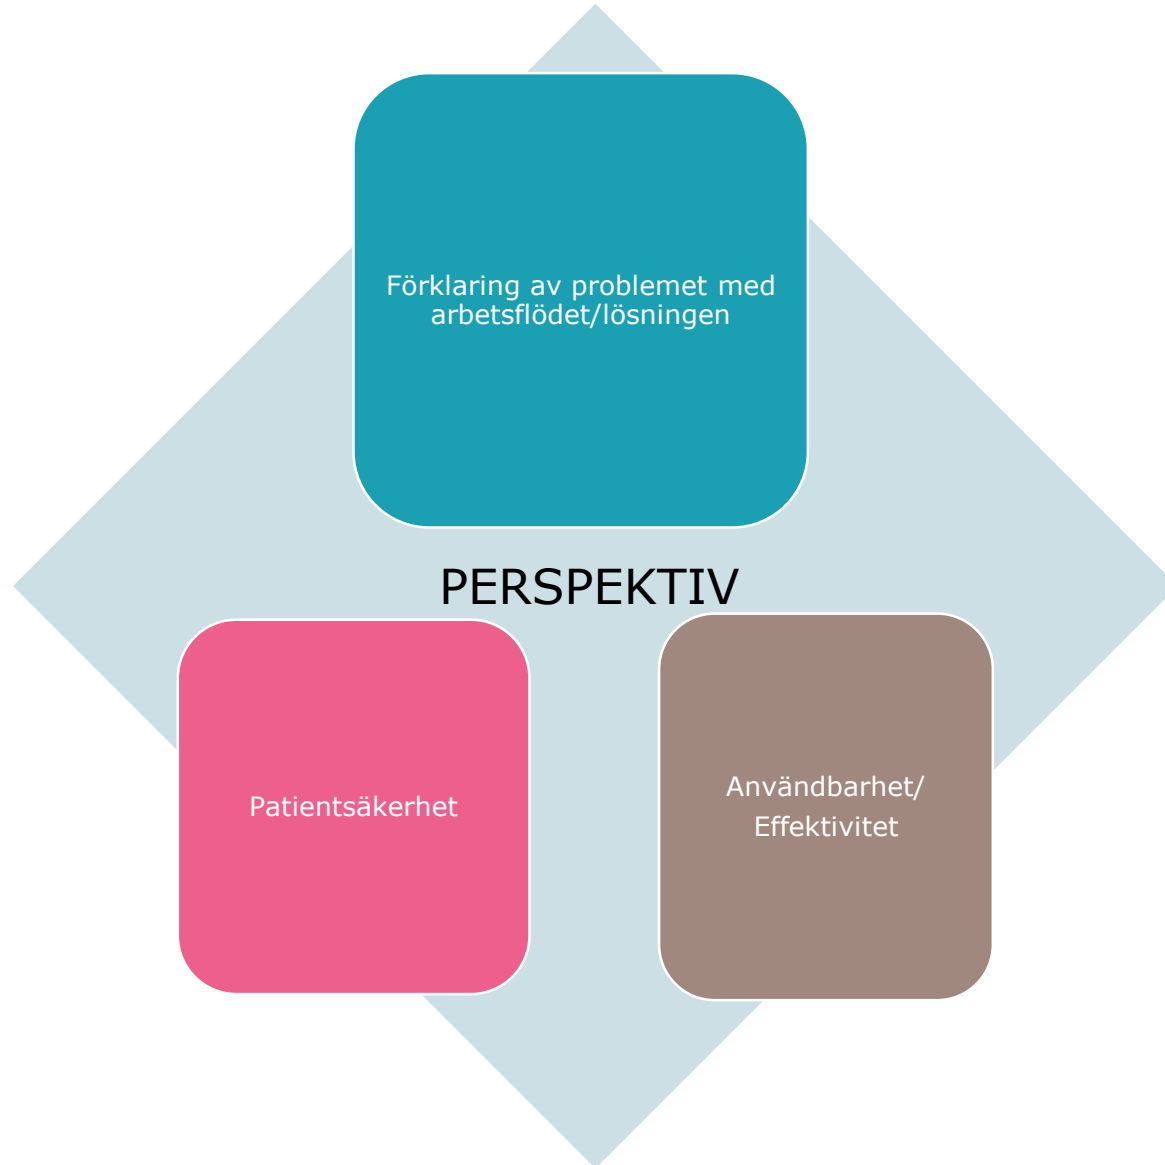 Förklaring av problemet med
arbetsflödet/lösningen
PERSPEKTIV
Patientsäkerhet
Användbarhet/
Effektivitet